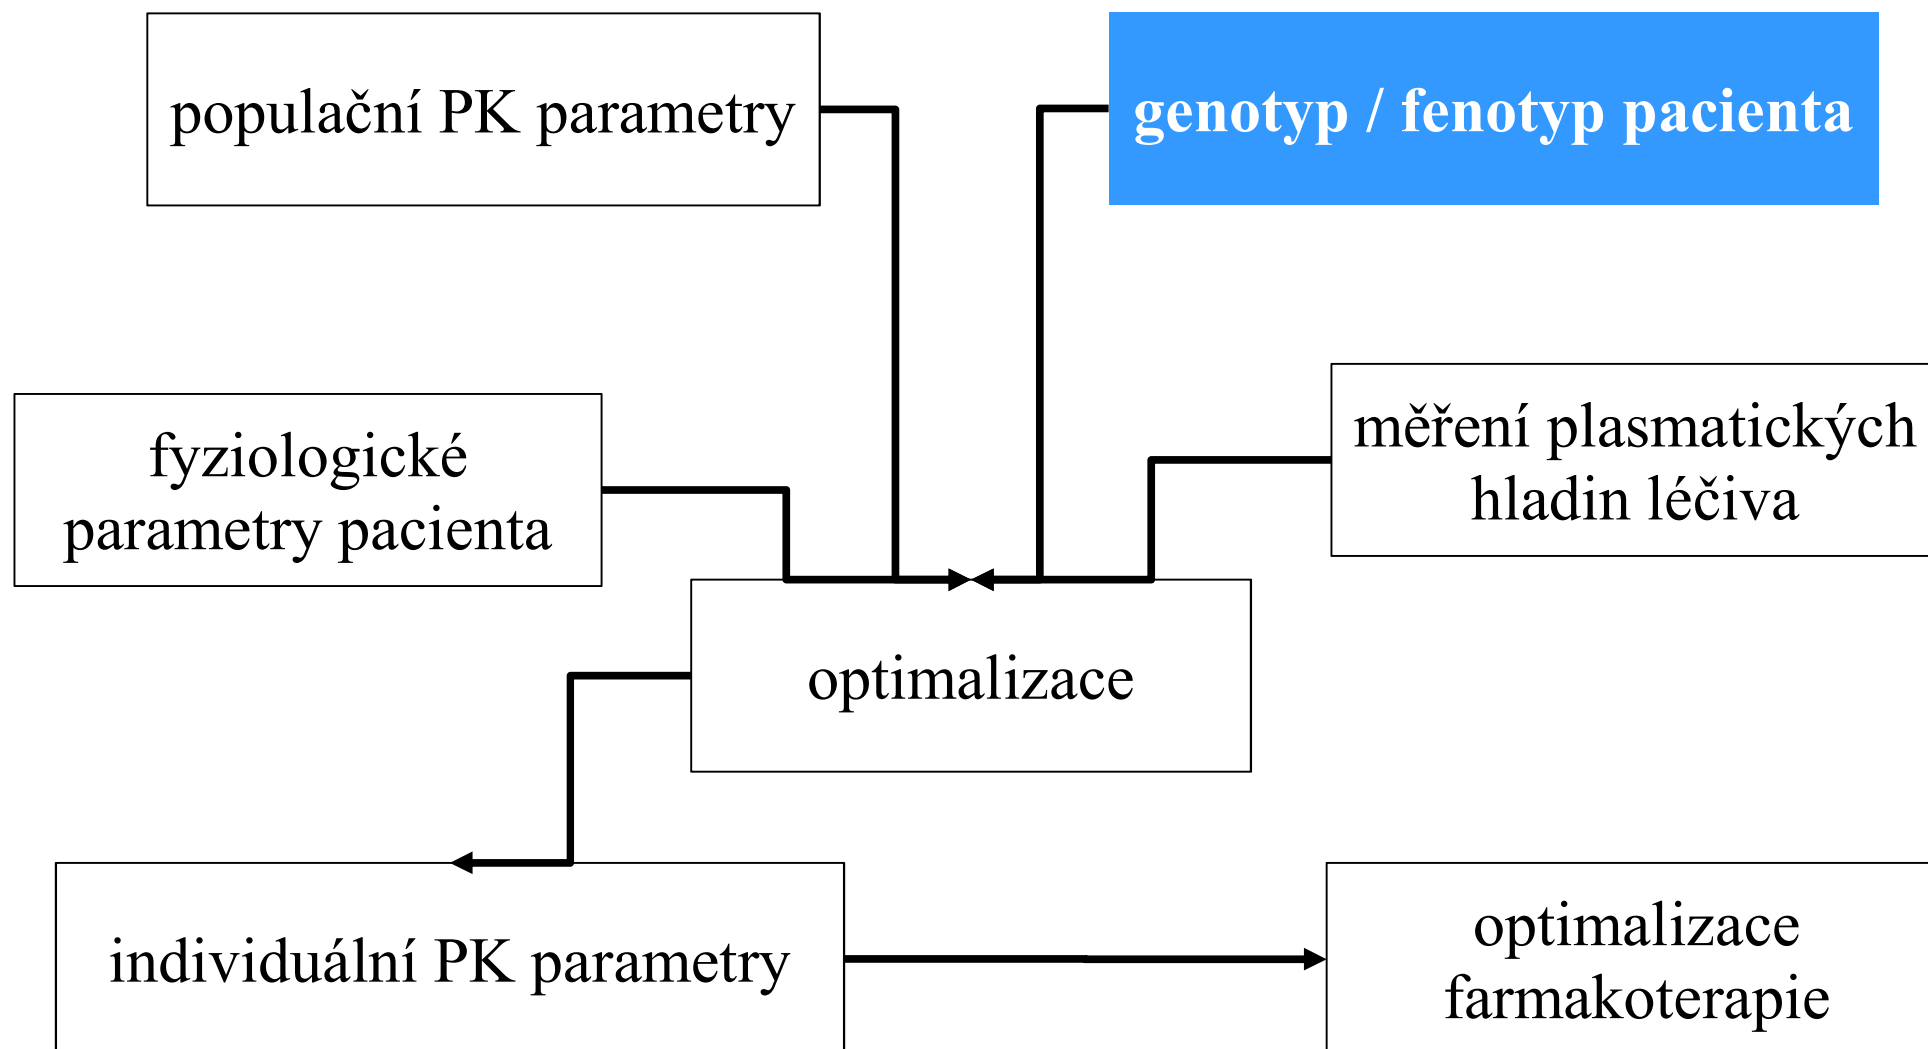 populační PK parametry
genotyp / fenotyp pacienta
fyziologické
parametry pacienta
měření plasmatických
hladin léčiva
optimalizace
individuální PK parametry
optimalizace
farmakoterapie